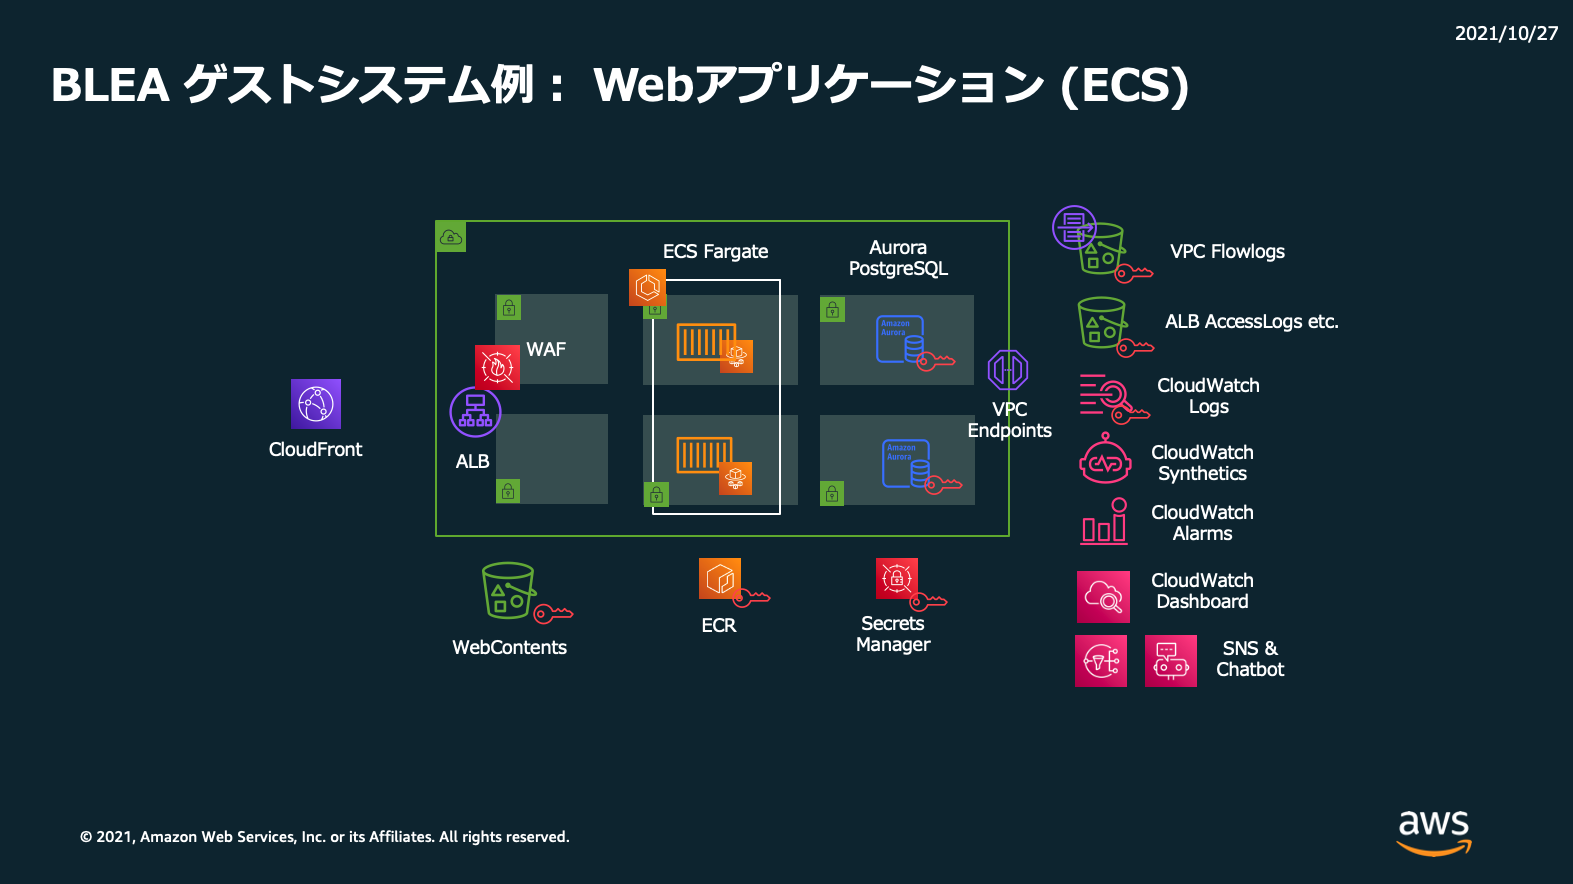 2021/10/27
BLEA ゲストシステム例： Webアプリケーション (ECS)
ECS Fargate
Aurora
PostgreSQL
WAF
Amazon
Aurora
CloudFront
ALB
Amazon
Aurora
VPC
Endpoints
WebContents
ECR
Secrets
Manager
VPC Flowlogs
ALB AccessLogs etc.
CloudWatch
Logs
CloudWatch
Synthetics
CloudWatch
Alarms
CloudWatch
Dashboard
SNS &
Chatbot
© 2021, Amazon Web Services, Inc. or its Affiliates. All rights reserved.
aws